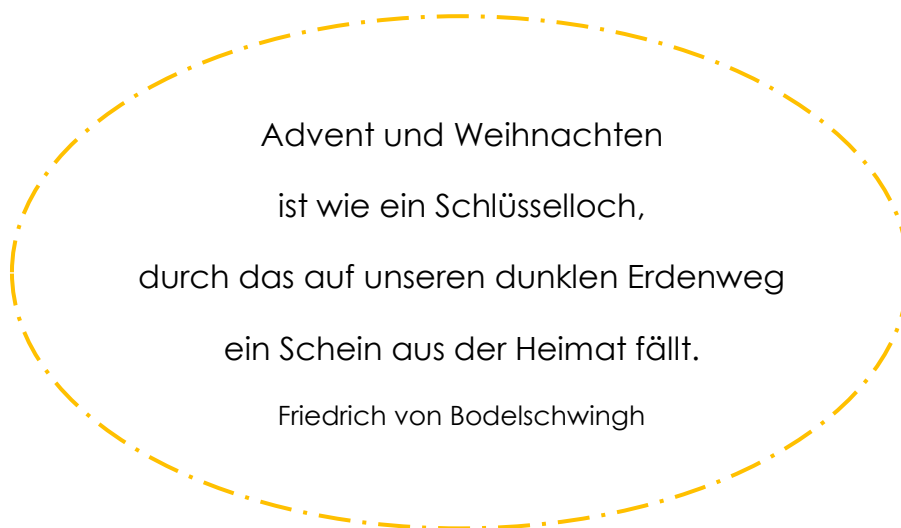 Advent und Weihnachten
ist wie ein Schlüsselloch,
durch das auf unseren dunklen Erdenweg
ein Schein aus der Heimat fällt.
Friedrich von Bodelschwingh